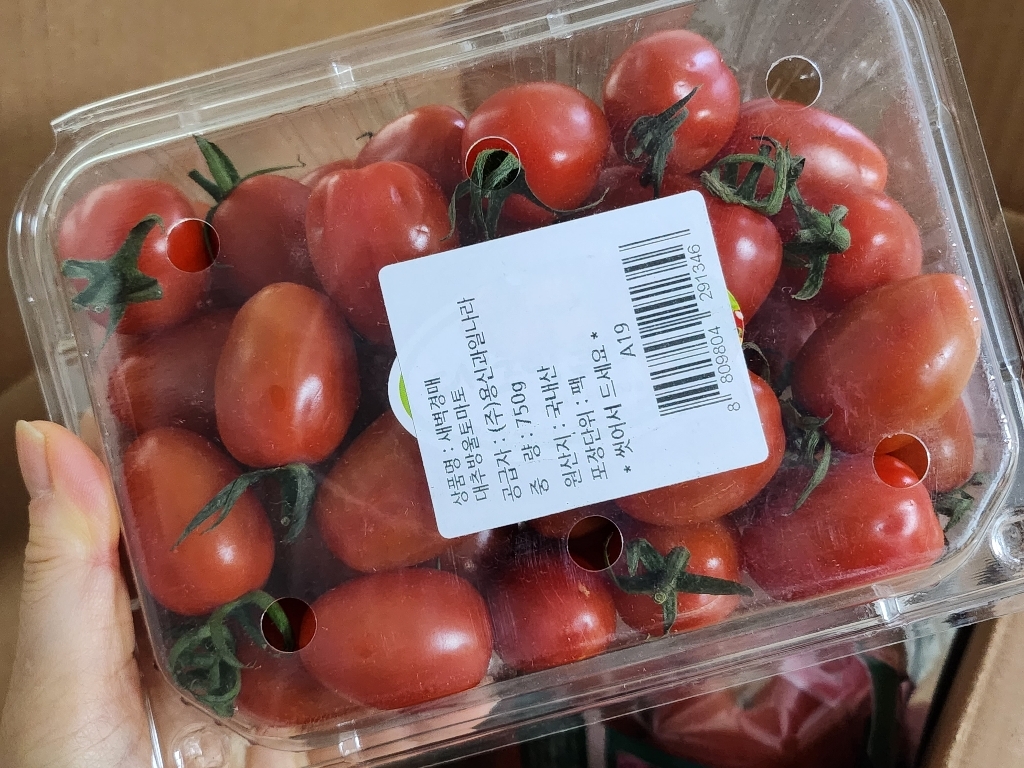 상품명 : 새벽경매
대추방울토마토
공급자 : (주)용신과일나라
중 량 : 750g
원산지 : 국내산
포장단위 : 팩
* 씻어서 드세요 *
A19
8 809804 291346